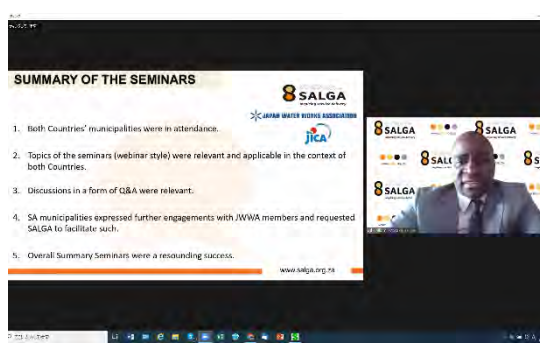 SUMMARY OF THE SEMINARS
SALGA
JAPAN WATER WORKS ASSOCIATION
jica
1. Both Countries' municipalities were in attendance.
2. Topics of the seminars (webinar style) were relevant and applicable in the context of
both Countries.
3. Discussions in a form of Q&A were relevant.
4. SA municipalities expressed further engagements with JWWA members and requested
SALGA to facilitate such.
5. Overall Summary Seminars were a resounding success.
www.salga.org.za
SALGA
SALGA
SALG
S
SALGA